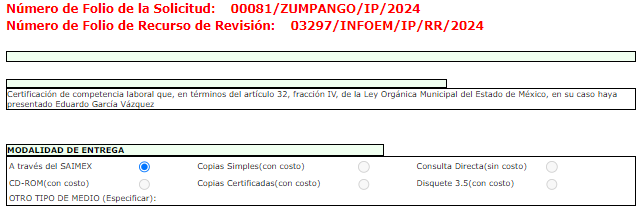 Número de Folio de la Solicitud: 00081/ZUMPANGO/IP/2024
Número de Folio de Recurso de Revisión: 03297/INFOEM/IP/RR/2024
Certificación de competencia laboral que, en términos del artículo 32, fracción IV, de la Ley Orgánica Municipal del Estado de México, en su caso haya
presentado Eduardo García Vázquez
MODALIDAD DE ENTREGA
A través del SAIMEX Copias Simples(con costo) Consulta Directa(sin costo)
CD-ROM(con costo) Copias Certificadas(con costo) Disquete 3.5(con costo)
OTRO TIPO DE MEDIO (Especificar):